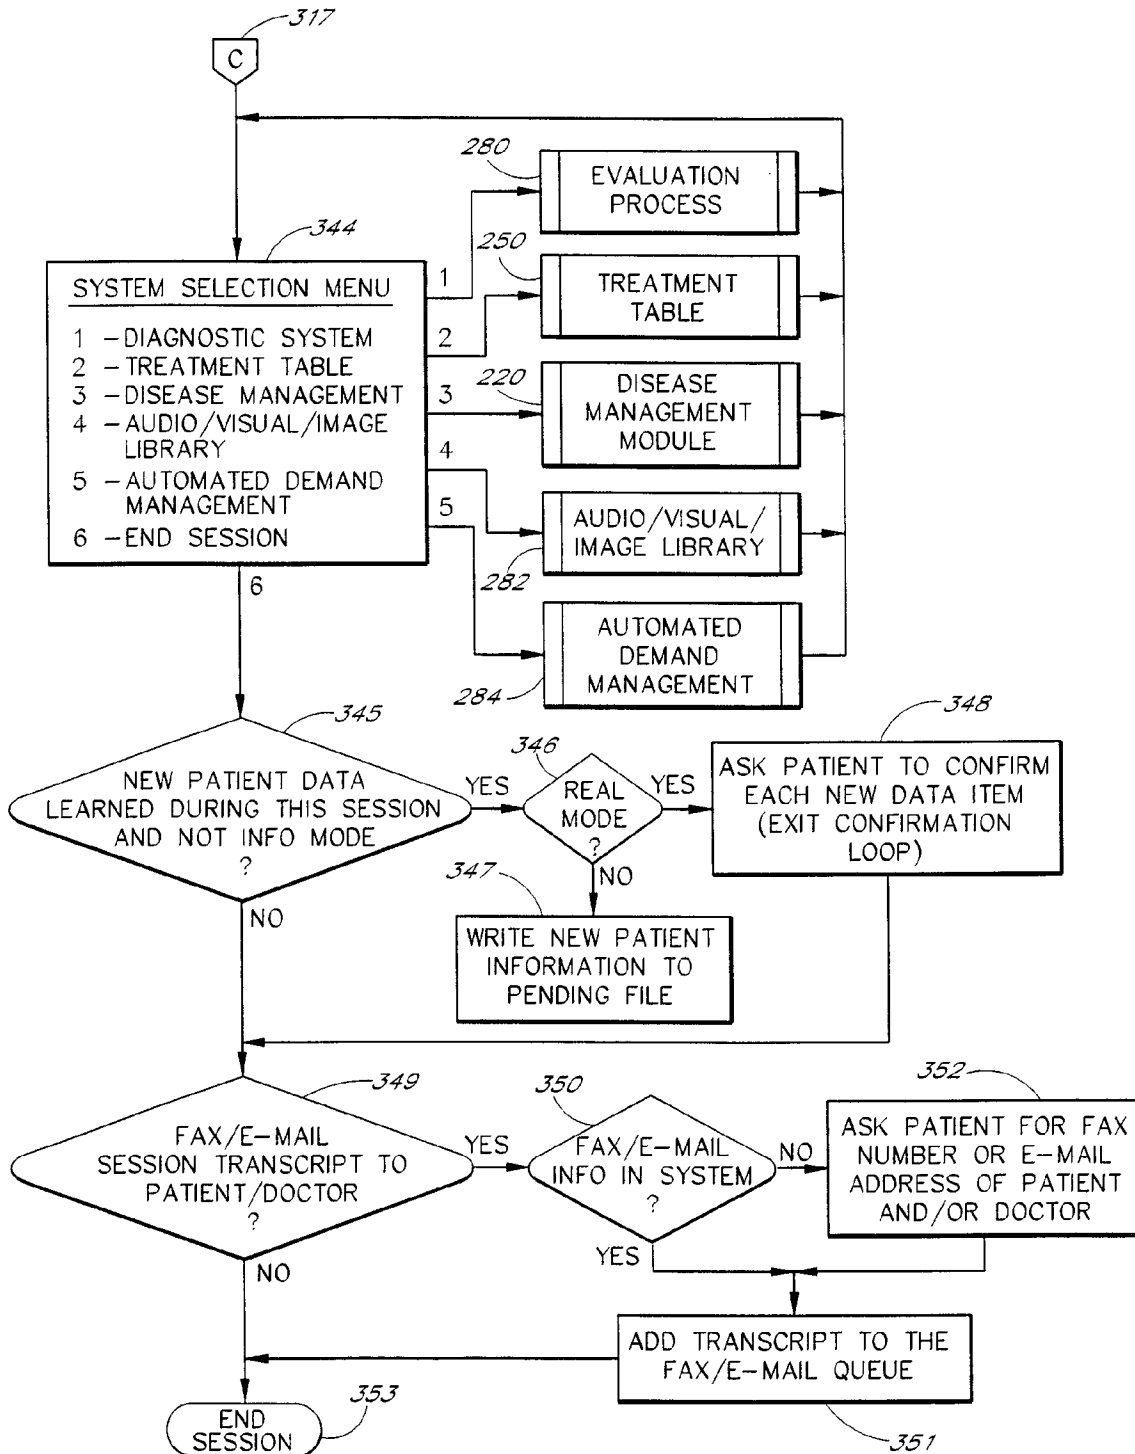 317
C
280
EVALUATION
PROCESS
344
SYSTEM SELECTION MENU
1 – DIAGNOSTIC SYSTEM
2 – TREATMENT TABLE
3 – DISEASE MANAGEMENT
4 – AUDIO/VISUAL/IMAGE
LIBRARY
5 – AUTOMATED DEMAND
MANAGEMENT
6 – END SESSION
1
2
3
4
5
6
250
TREATMENT
TABLE
220
DISEASE
MANAGEMENT
MODULE
AUDIO/VISUAL/
IMAGE LIBRARY
282
AUTOMATED
DEMAND
MANAGEMENT
284
345
NEW PATIENT DATA
LEARNED DURING THIS SESSION
AND NOT INFO MODE
?
YES
NO
346
REAL
MODE
?
YES
NO
348
ASK PATIENT TO CONFIRM
EACH NEW DATA ITEM
(EXIT CONFIRMATION
LOOP)
347
WRITE NEW PATIENT
INFORMATION TO
PENDING FILE
349
FAX/E-MAIL
SESSION TRANSCRIPT TO
PATIENT/DOCTOR
?
YES
NO
350
FAX/E-MAIL
INFO IN SYSTEM
?
NO
YES
352
ASK PATIENT FOR FAX
NUMBER OR E-MAIL
ADDRESS OF PATIENT
AND/OR DOCTOR
ADD TRANSCRIPT TO THE
FAX/E-MAIL QUEUE
351
END
SESSION
353